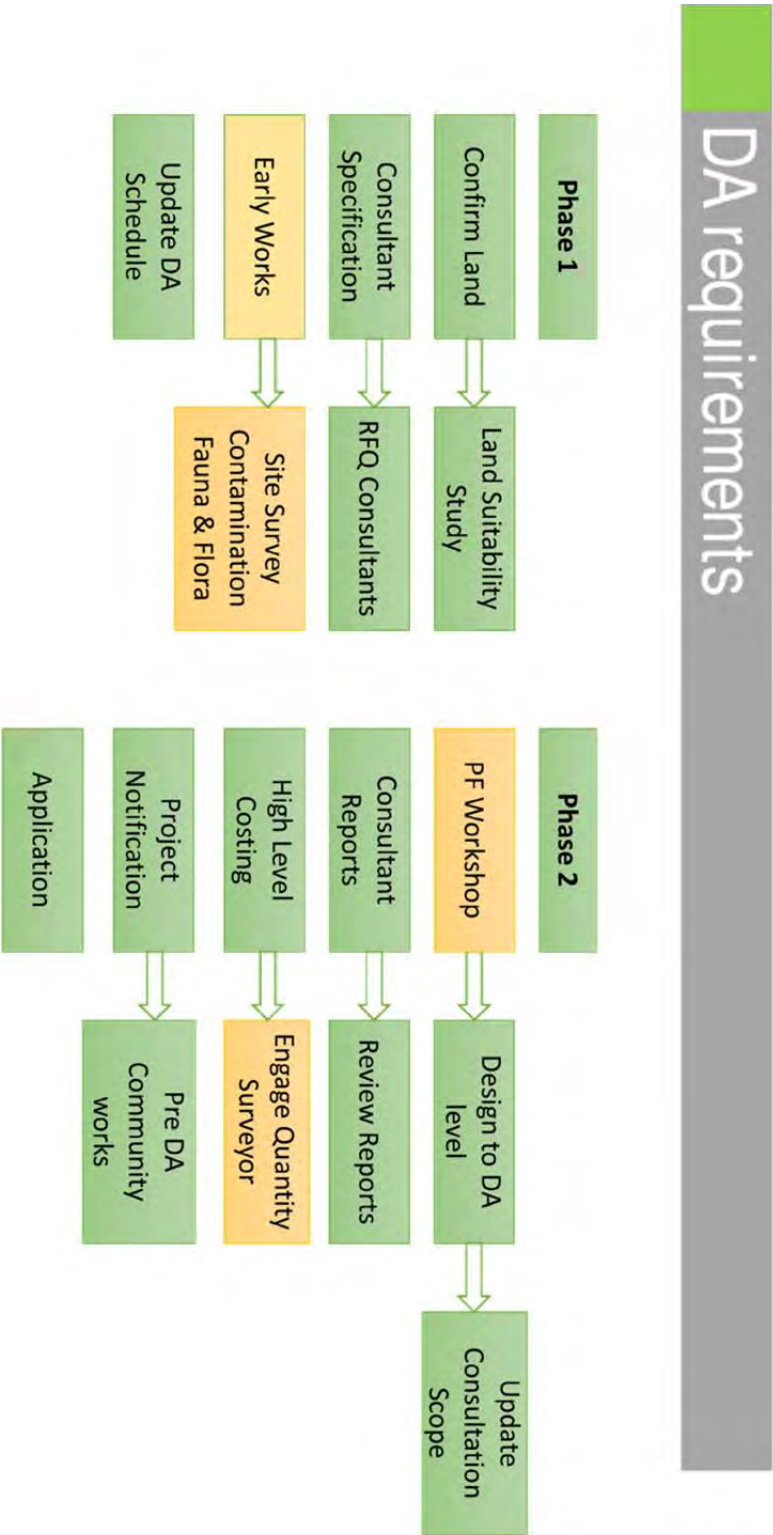 DA requirements
Phase 1
Confirm Land
Land Suitability
Study
Consultant
Specification
RFQ Consultants
Early Works
Site Survey
Contamination
Fauna & Flora
Update DA
Schedule
Phase 2
PF Workshop
Design to DA
level
Update
Consultation
Scope
Consultant
Reports
Review Reports
High Level
Costing
Engage Quantity
Surveyor
Project
Notification
Pre DA
Community
works
Application